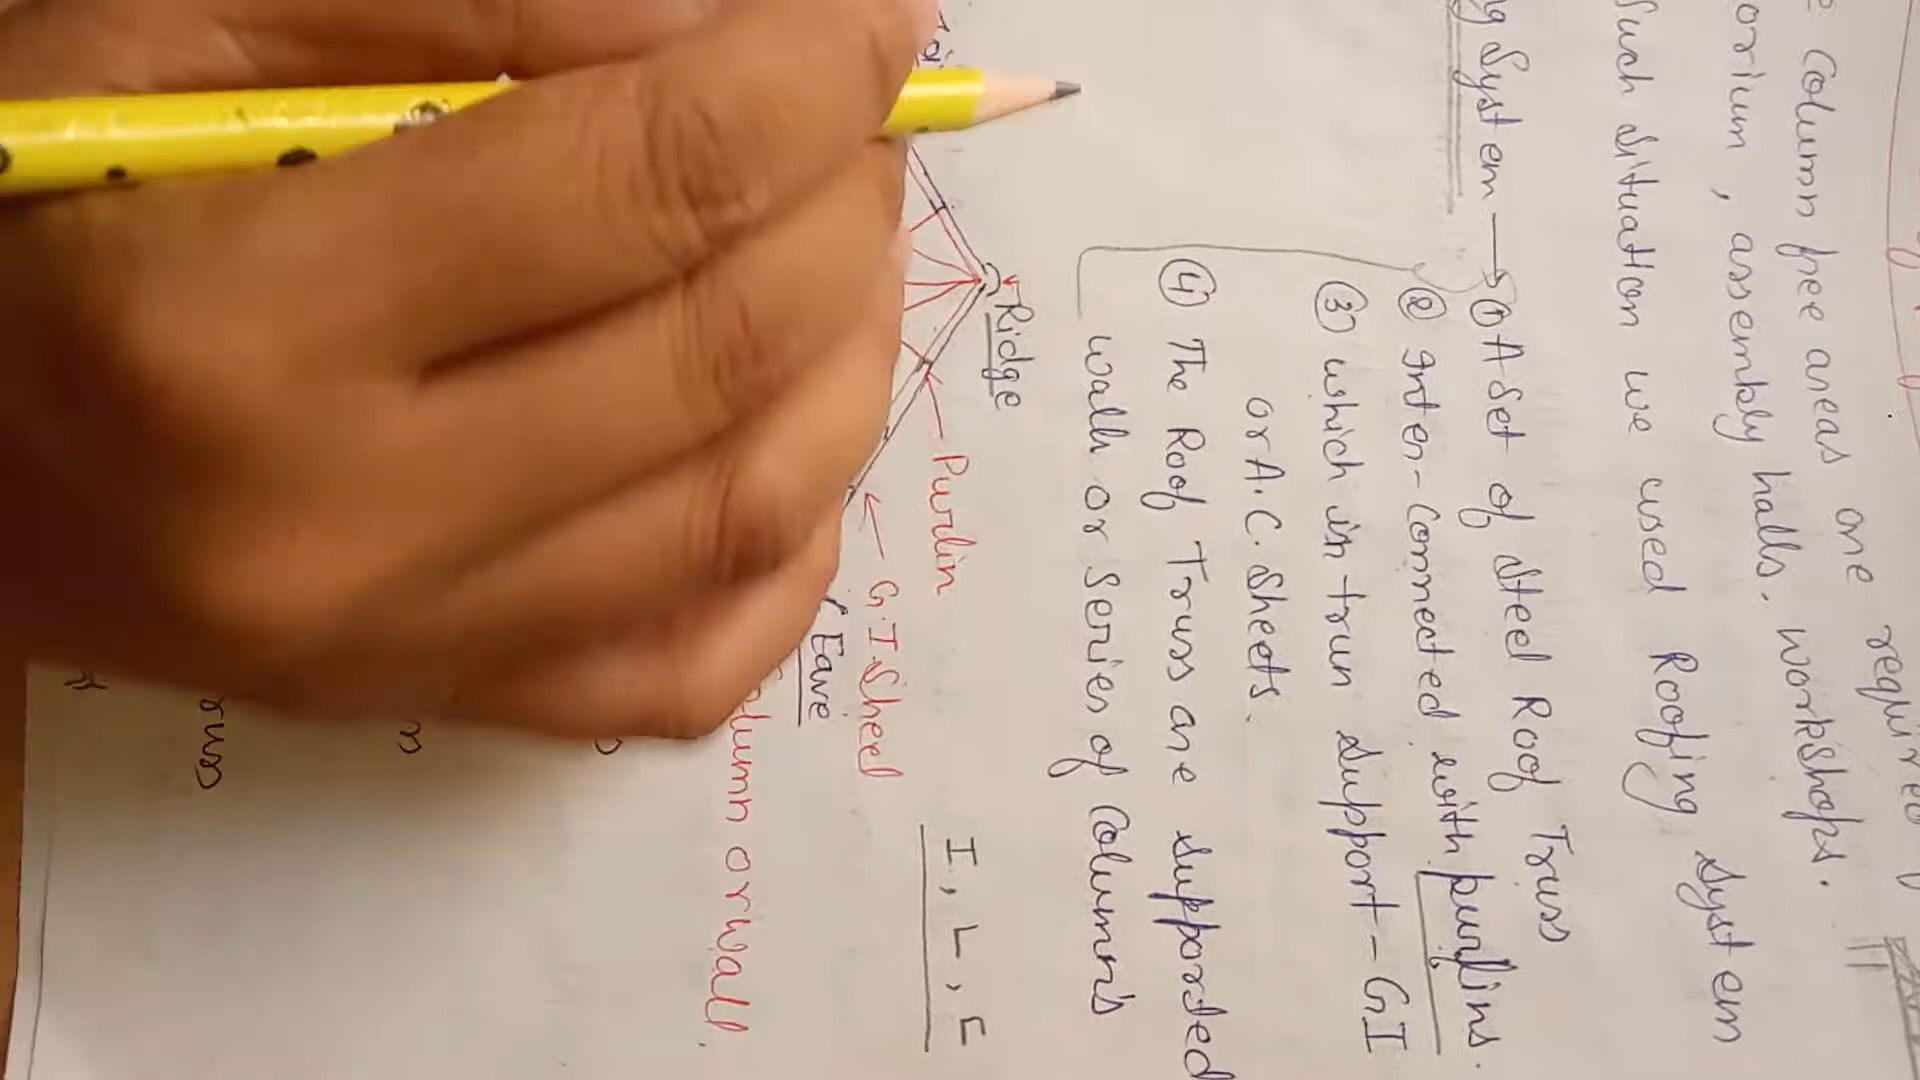 Column free areas are required
orium, assembly halls. workshops.
Such Situation we used Roofing System
System → ① A Set of Steel Roof Truss
② Inter-Connected with purlins.
③ which in trun Support - GI
or A.C. Sheets.
④ The Roof Truss are Supported
walls or Series of Columns
Ridge
Purlin
G.I. Sheet
Eave
Column or wall
I, L, C